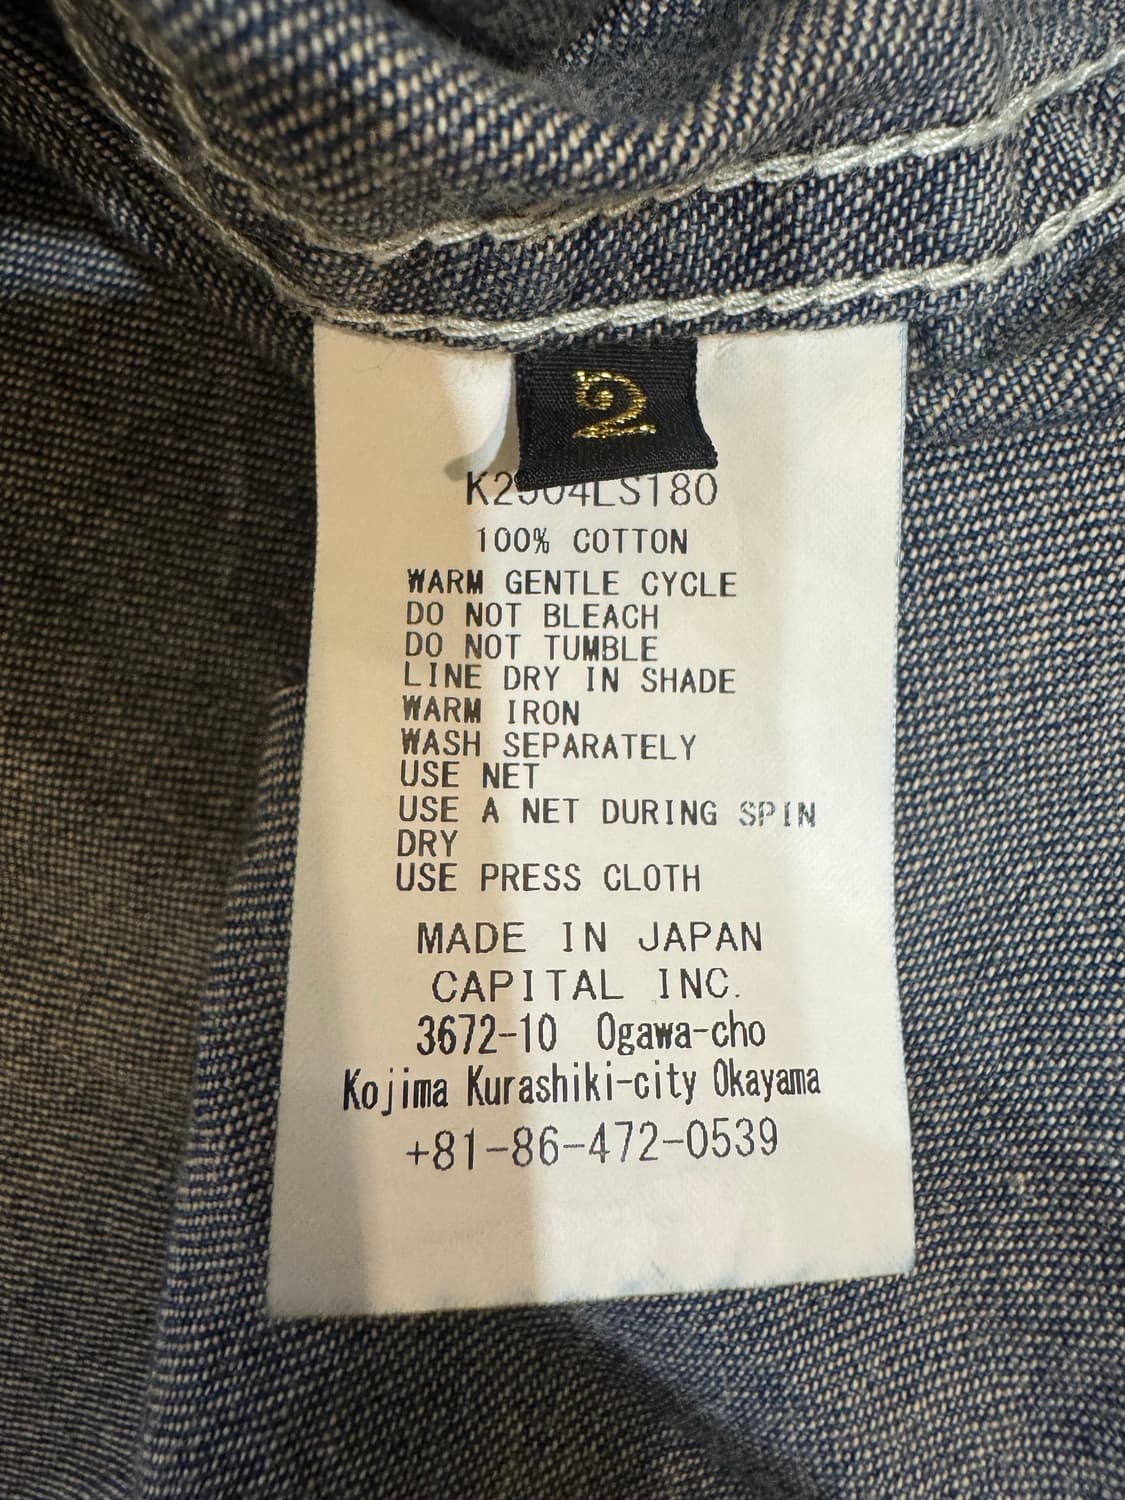 2
K2504LS180
100% COTTON
WARM GENTLE CYCLE
DO NOT BLEACH
DO NOT TUMBLE
LINE DRY IN SHADE
WARM IRON
WASH SEPARATELY
USE NET
USE A NET DURING SPIN
DRY
USE PRESS CLOTH
MADE IN JAPAN
CAPITAL INC.
3672-10 Ogawa-cho
Kojima Kurashiki-city Okayama
+81-86-472-0539